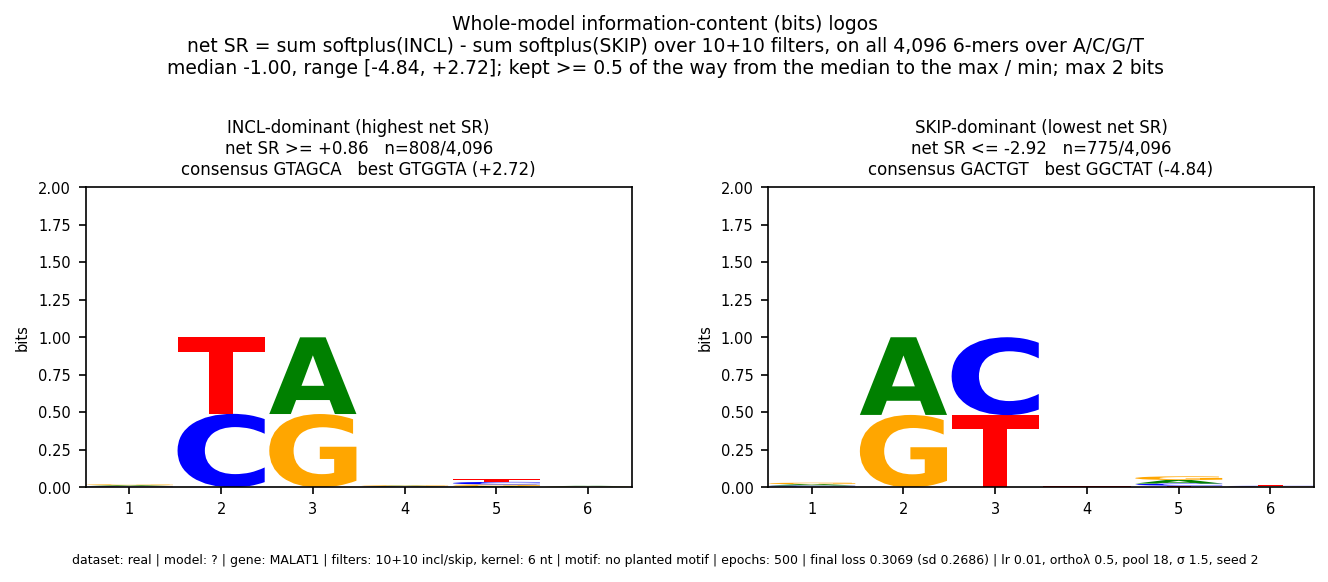 Whole-model information-content (bits) logos
net SR = sum softplus(INCL) - sum softplus(SKIP) over 10+10 filters, on all 4,096 6-mers over A/C/G/T
median -1.00, range [-4.84, +2.72]; kept >= 0.5 of the way from the median to the max / min; max 2 bits
INCL-dominant (highest net SR)
net SR >= +0.86   n=808/4,096
consensus GTAGCA   best GTGGTA (+2.72)
2.00
1.75
1.50
1.25
1.00
0.75
0.50
0.25
0.00
bits
T A
C G
1 2 3 4 5 6
SKIP-dominant (lowest net SR)
net SR <= -2.92   n=775/4,096
consensus GACTGT   best GGCTAT (-4.84)
2.00
1.75
1.50
1.25
1.00
0.75
0.50
0.25
0.00
bits
A C
G T
1 2 3 4 5 6
dataset: real | model: ? | gene: MALAT1 | filters: 10+10 incl/skip, kernel: 6 nt | motif: no planted motif | epochs: 500 | final loss 0.3069 (sd 0.2686) | lr 0.01, orthoλ 0.5, pool 18, σ 1.5, seed 2